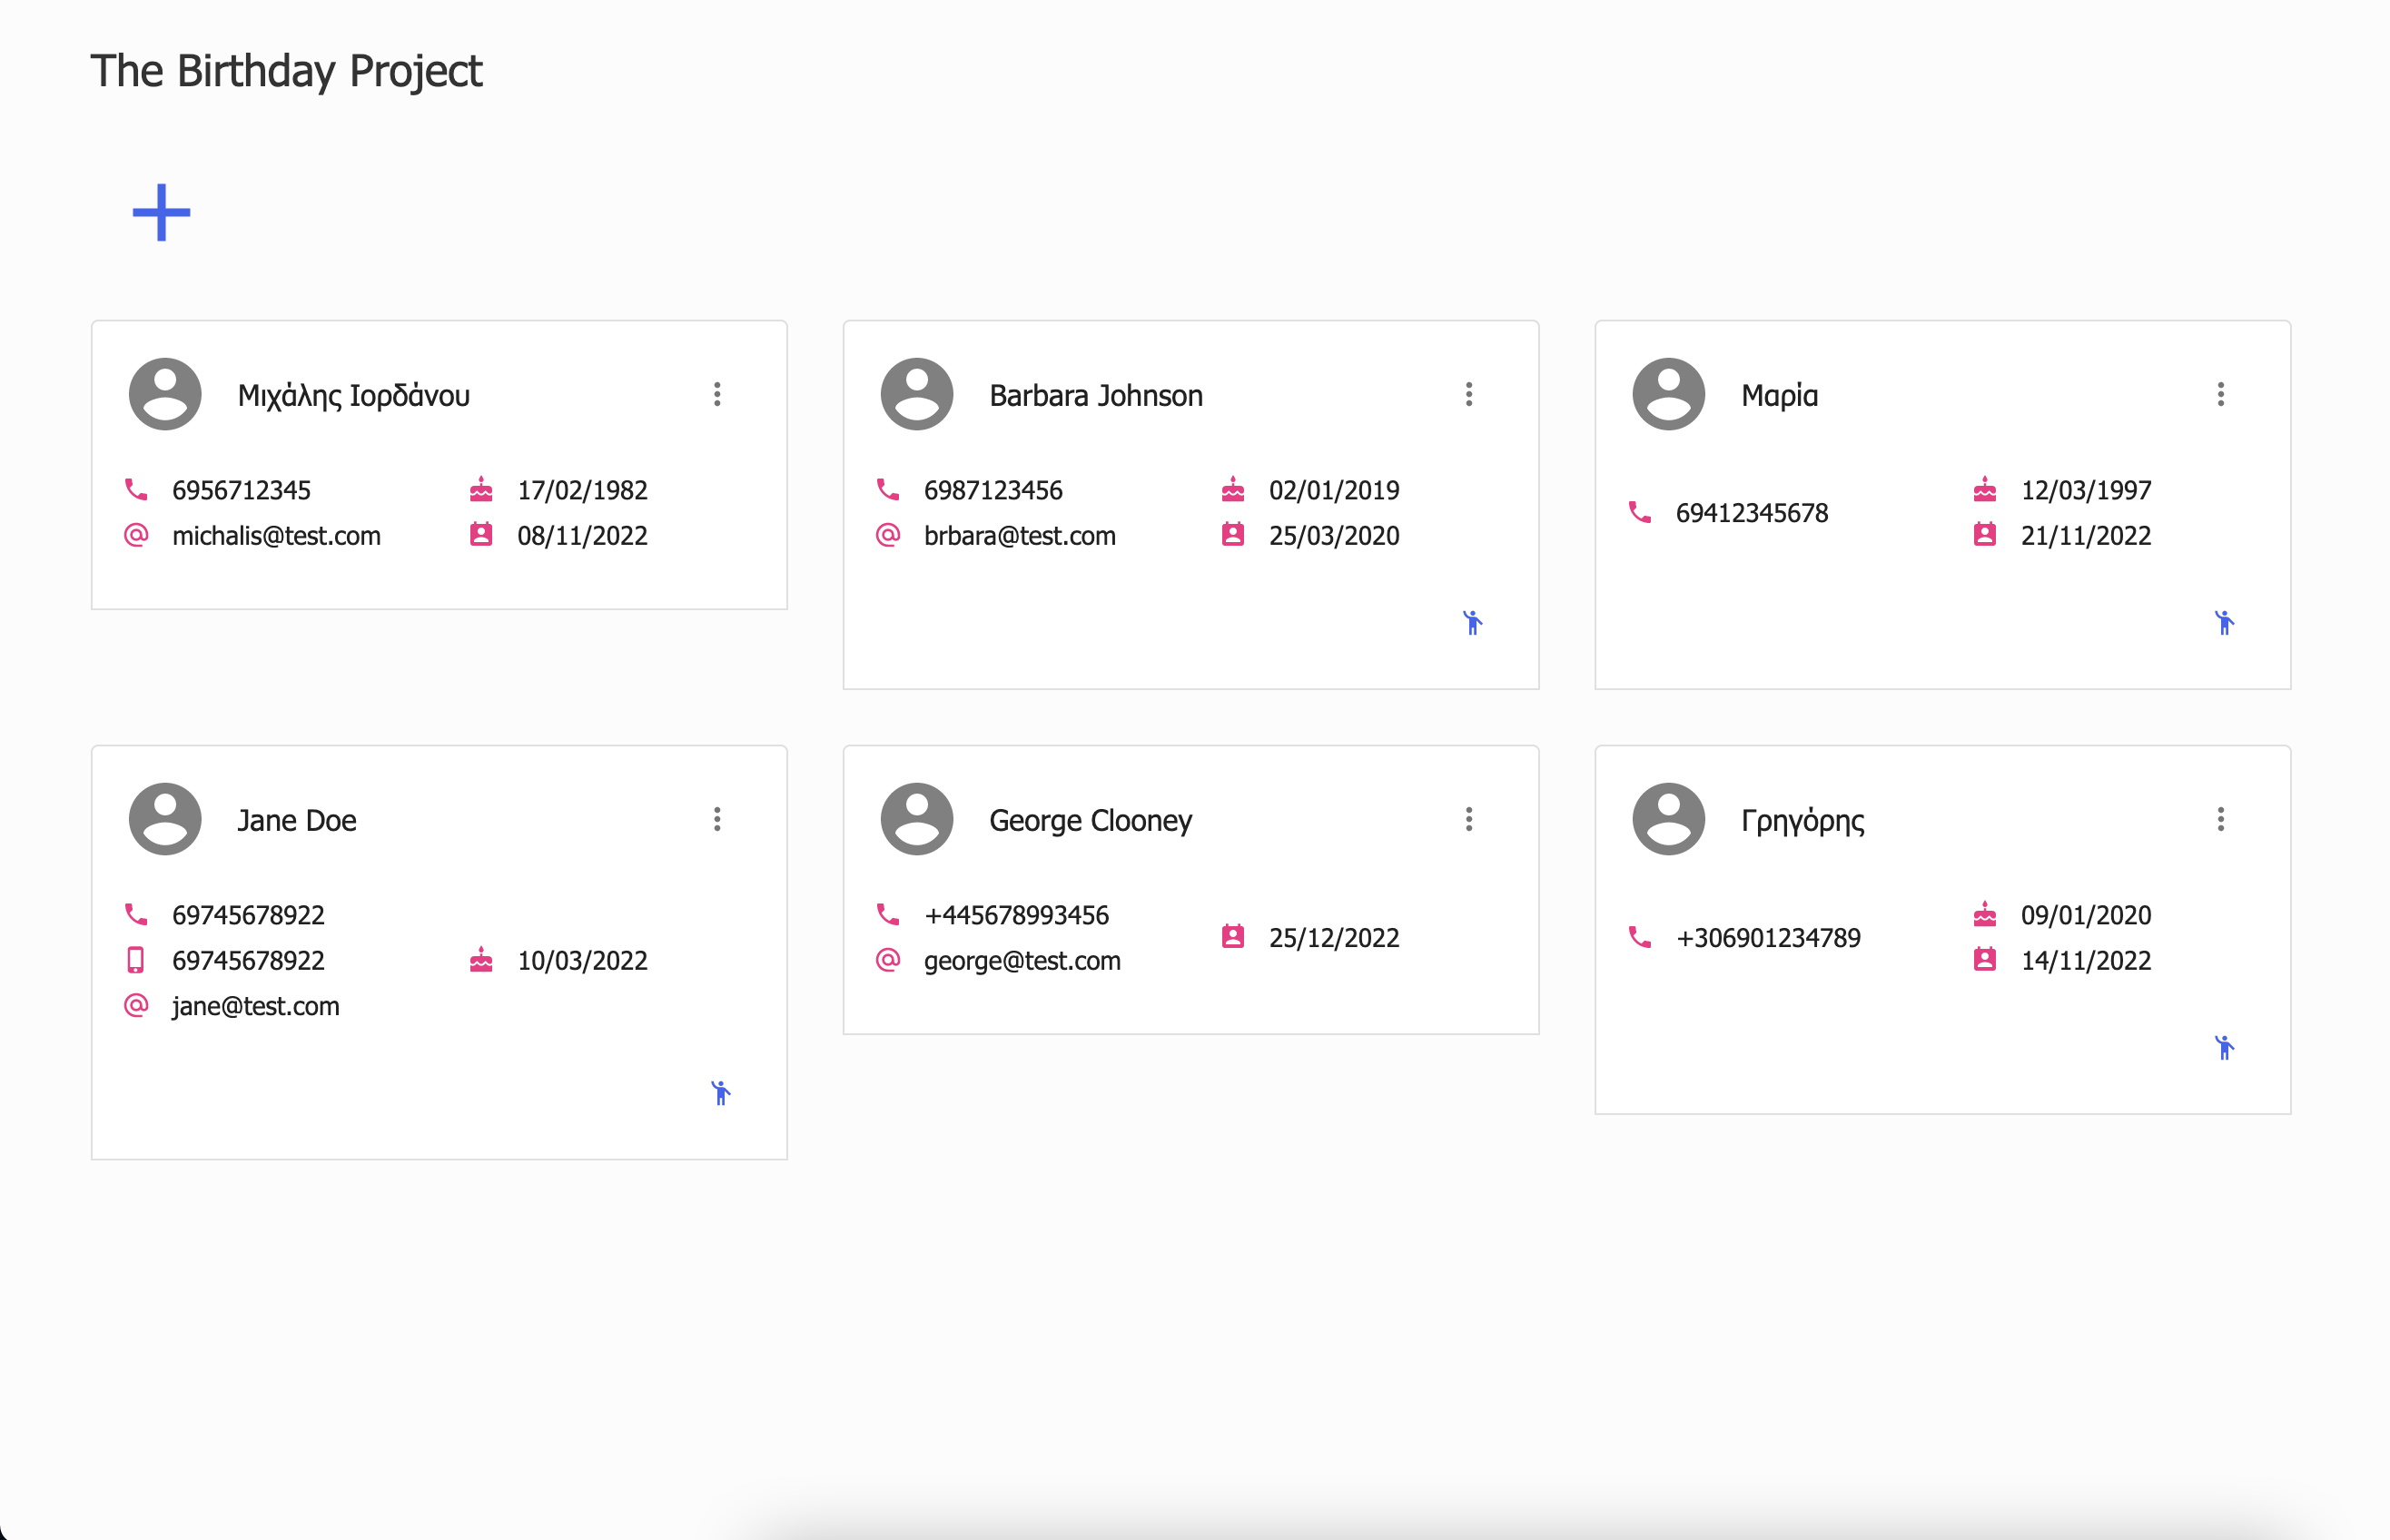 The Birthday Project
Μιχάλης Ιορδάνου
6956712345
michalis@test.com
17/02/1982
08/11/2022
Barbara Johnson
6987123456
brbara@test.com
02/01/2019
25/03/2020
Μαρία
69412345678
12/03/1997
21/11/2022
Jane Doe
69745678922
69745678922
jane@test.com
10/03/2022
George Clooney
+445678993456
george@test.com
25/12/2022
Γρηγόρης
+306901234789
09/01/2020
14/11/2022